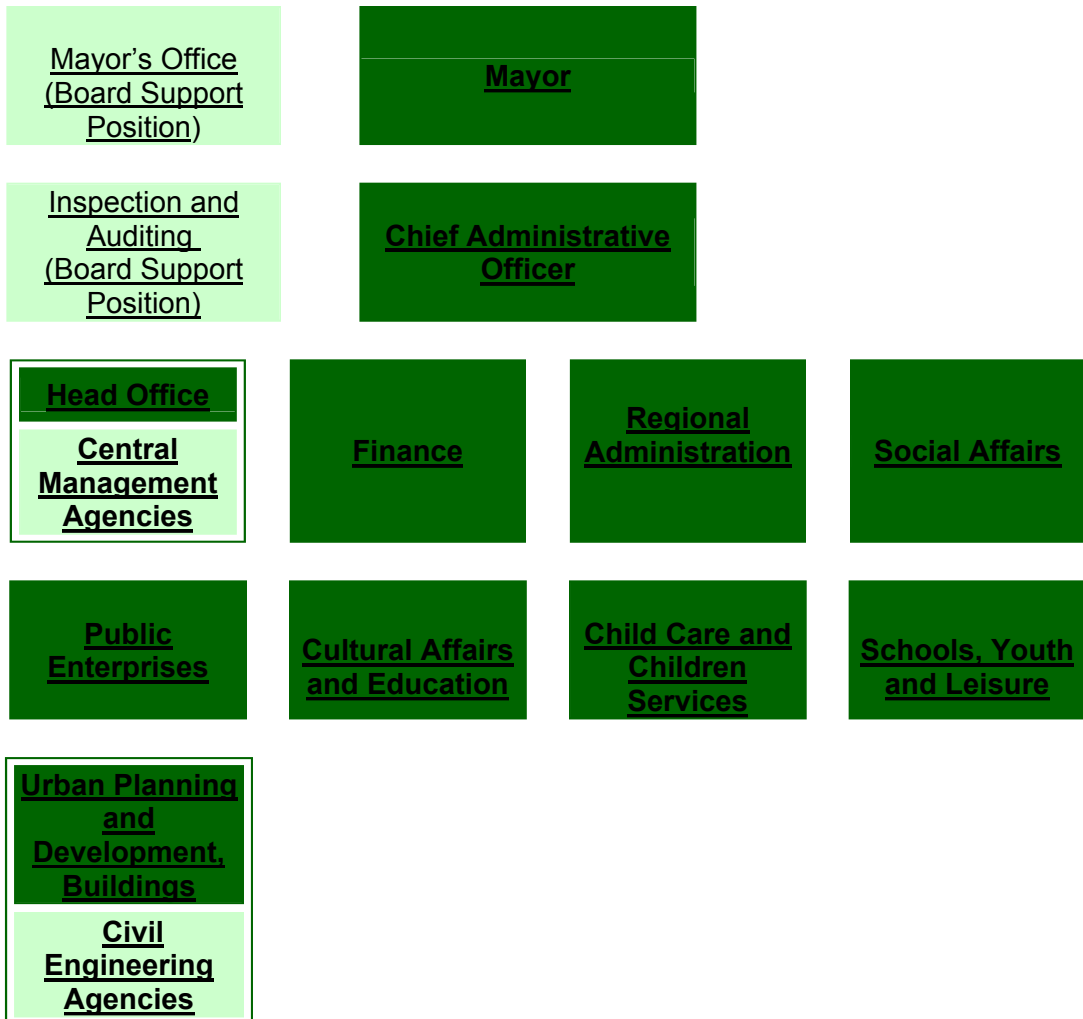 Mayor’s Office
(Board Support
Position)
Mayor
Inspection and
Auditing
(Board Support
Position)
Chief Administrative
Officer
Head Office
Central
Management
Agencies
Finance
Regional
Administration
Social Affairs
Public
Enterprises
Cultural Affairs
and Education
Child Care and
Children
Services
Schools, Youth
and Leisure
Urban Planning
and
Development,
Buildings
Civil
Engineering
Agencies